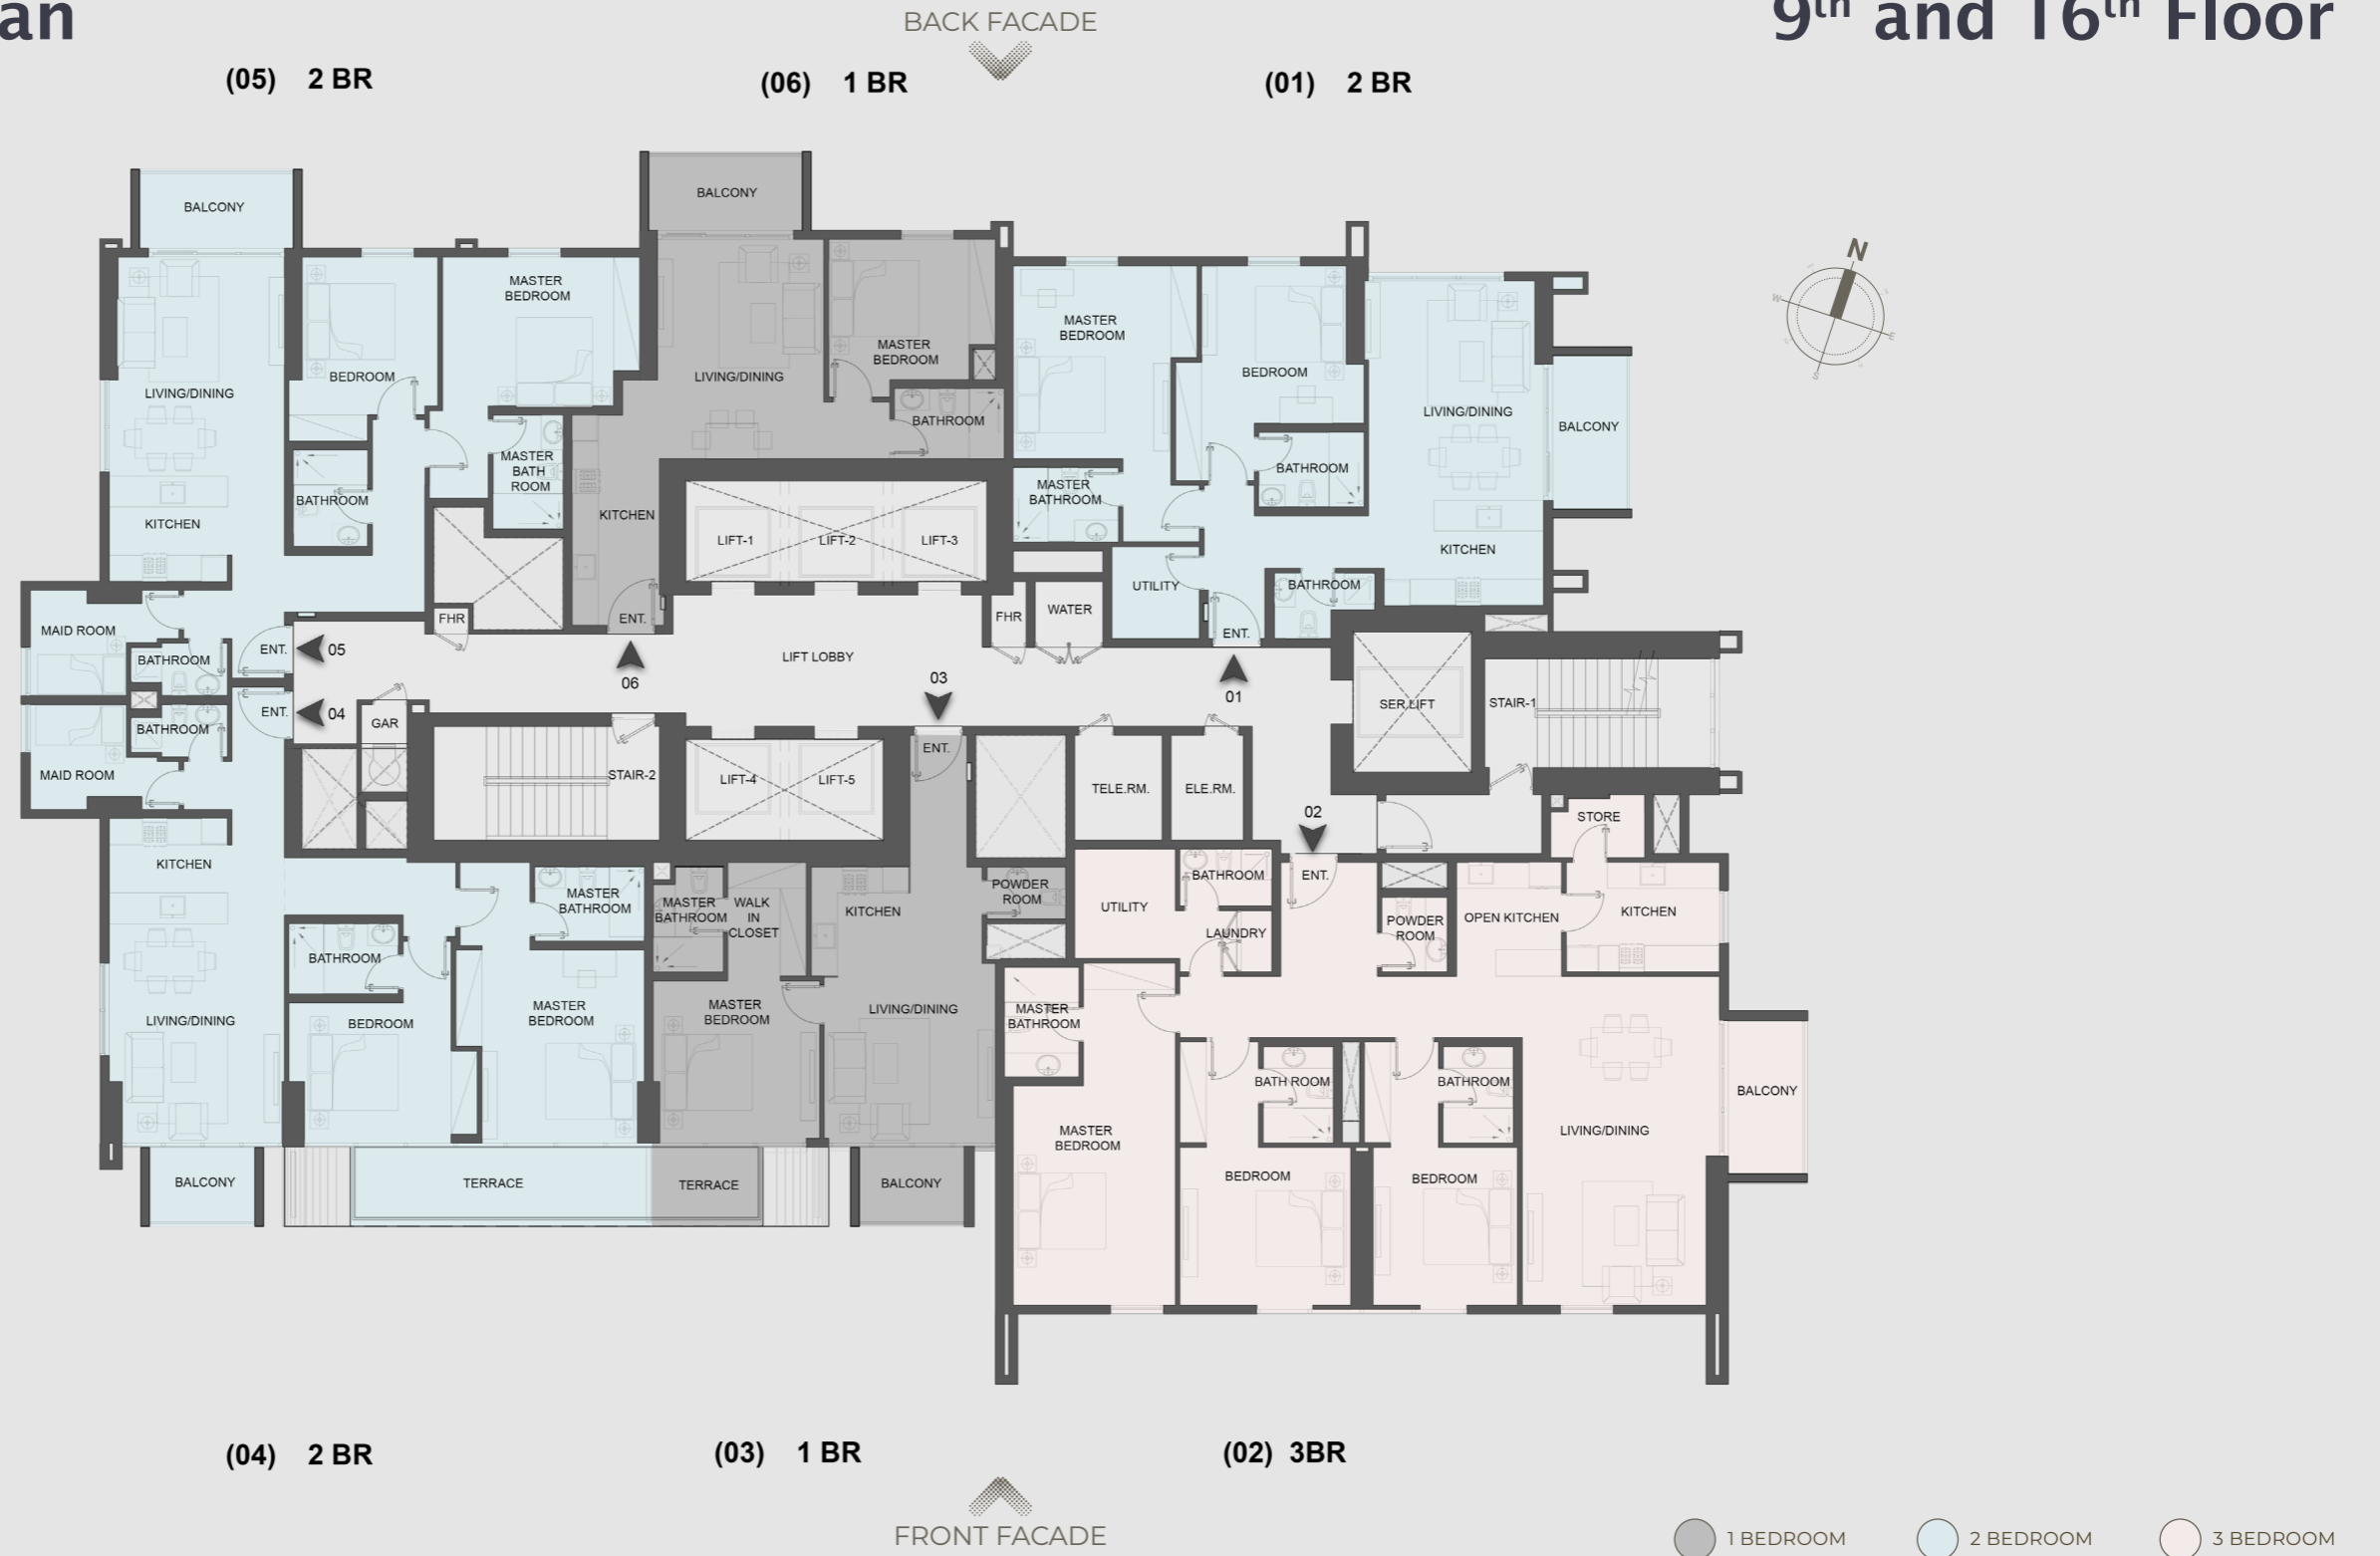 an
BACK FACADE
9th and 16th Floor
(05) 2 BR
(06) 1 BR
(01) 2 BR
BALCONY
BALCONY
N
W
E
S
MASTER
BEDROOM
BEDROOM
LIVING/DINING
MASTER
BATH
ROOM
BATHROOM
KITCHEN
LIVING/DINING
MASTER
BEDROOM
BATHROOM
KITCHEN
MASTER
BEDROOM
BEDROOM
LIVING/DINING
BALCONY
BATHROOM
MASTER
BATHROOM
KITCHEN
UTILITY
BATHROOM
LIFT-1
LIFT-2
LIFT-3
MAID ROOM
BATHROOM
ENT.
05
FHR
ENT.
06
LIFT LOBBY
FHR
WATER
ENT.
01
03
ENT.
04
GAR
BATHROOM
MAID ROOM
STAIR-2
LIFT-4
LIFT-5
ENT.
TELE.RM.
ELE.RM.
SER.LIFT
STAIR-1
02
STORE
KITCHEN
MASTER
BATHROOM
BATHROOM
LIVING/DINING
BEDROOM
MASTER
BEDROOM
MASTER
BATHROOM
WALK
IN
CLOSET
KITCHEN
POWDER
ROOM
MASTER
BEDROOM
LIVING/DINING
UTILITY
BATHROOM
LAUNDRY
ENT.
POWDER
ROOM
OPEN KITCHEN
KITCHEN
MASTER
BATHROOM
BATH ROOM
BATHROOM
BALCONY
MASTER
BEDROOM
BEDROOM
BEDROOM
LIVING/DINING
BALCONY
TERRACE
TERRACE
BALCONY
(04) 2 BR
(03) 1 BR
(02) 3BR
FRONT FACADE
1 BEDROOM
2 BEDROOM
3 BEDROOM